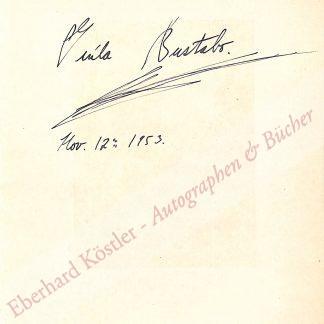 Guila Bustabo.
Nov. 12th 1953.
Eberhard Köstler - Autographen & Bücher